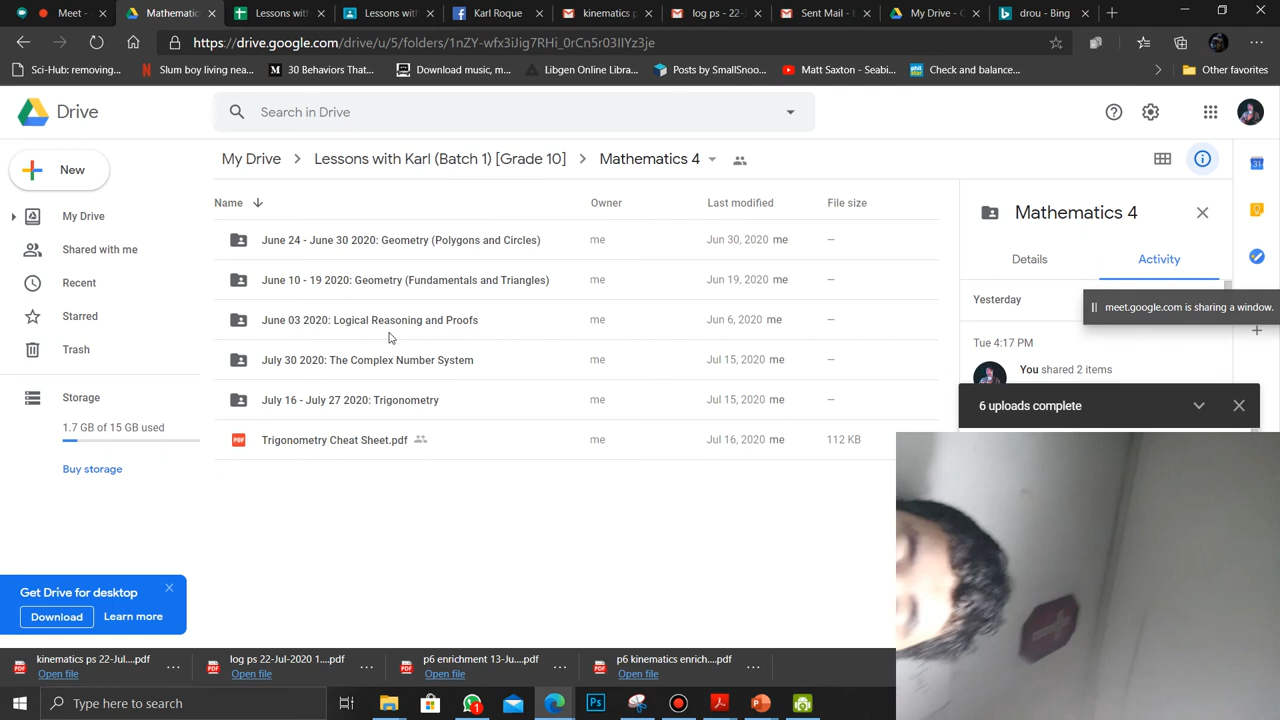 Meet -
Mathemati
Lessons with
Lessons with
Karl Roque
kinematics p
log ps - 22-J
Sent Mail -
My Drive - G
drou - Bing
https://drive.google.com/drive/u/5/folders/1nZY-wfx3iJig7RHi_0rCn5r03IIYz3je
Sci-Hub: removing...
Slum boy living nea...
30 Behaviors That...
Download music, m...
Libgen Online Libra...
Posts by SmallSnoo...
Matt Saxton - Seabi...
Check and balance...
Other favorites
Drive
Search in Drive
New
My Drive
Lessons with Karl (Batch 1) [Grade 10]
Mathematics 4
My Drive
Shared with me
Recent
Starred
Trash
Storage
1.7 GB of 15 GB used
Buy storage
Name
Owner
Last modified
File size
June 24 - June 30 2020: Geometry (Polygons and Circles)
me
Jun 30, 2020 me
–
June 10 - 19 2020: Geometry (Fundamentals and Triangles)
me
Jun 19, 2020 me
–
June 03 2020: Logical Reasoning and Proofs
me
Jun 6, 2020 me
–
July 30 2020: The Complex Number System
me
Jul 15, 2020 me
–
July 16 - July 27 2020: Trigonometry
me
Jul 15, 2020 me
–
PDF
Trigonometry Cheat Sheet.pdf
me
Jul 16, 2020 me
112 KB
Mathematics 4
Details
Activity
Yesterday
meet.google.com is sharing a window.
Tue 4:17 PM
You shared 2 items
6 uploads complete
Get Drive for desktop
Download
Learn more
kinematics ps 22-Jul....pdf
Open file
log ps 22-Jul-2020 1....pdf
Open file
p6 enrichment 13-Ju....pdf
Open file
p6 kinematics enrich....pdf
Open file
Type here to search
Ps